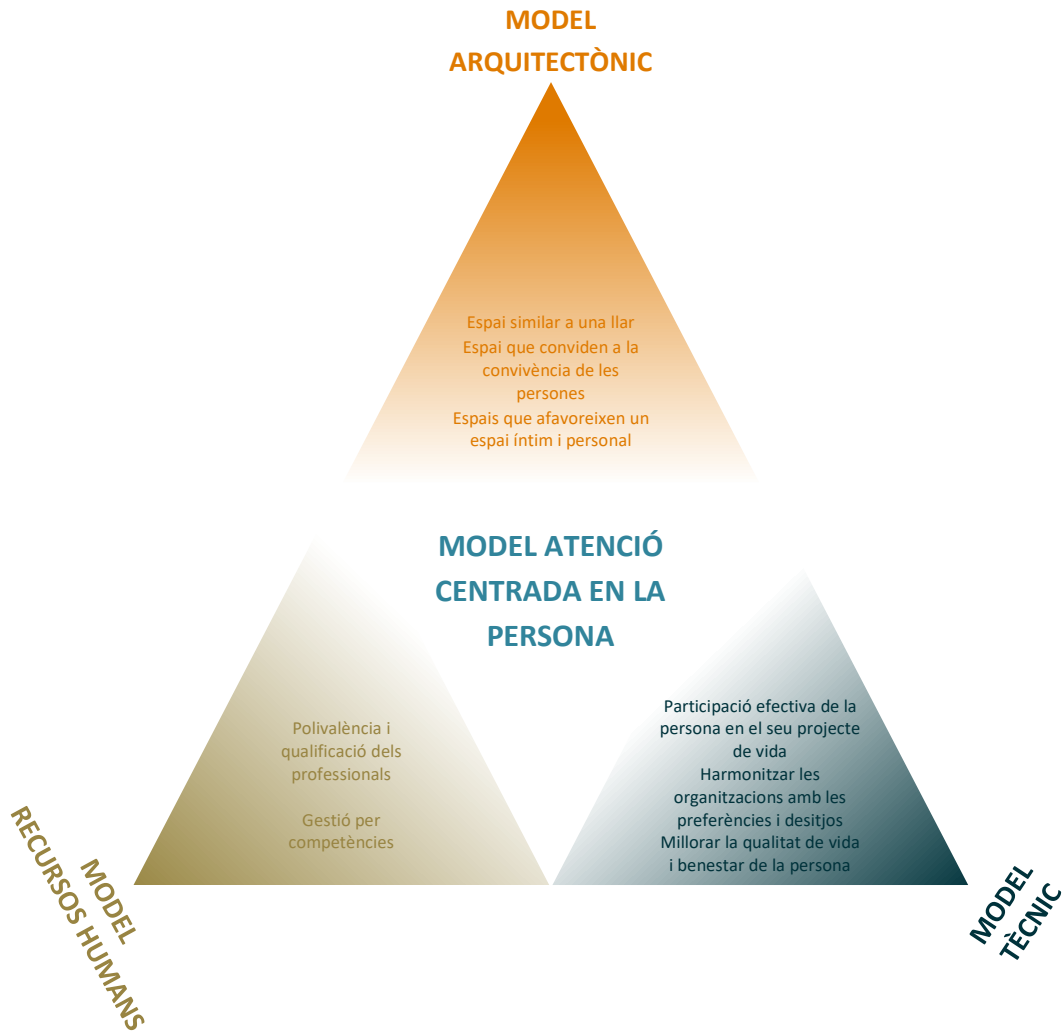 MODEL
ARQUITECTÒNIC
Espai similar a una llar
Espai que conviden a la
convivència de les
persones
Espais que afavoreixen un
espai íntim i personal
MODEL ATENCIÓ
CENTRADA EN LA
PERSONA
Polivalència i
qualificació dels
professionals
Gestió per
competències
Participació efectiva de la
persona en el seu projecte
de vida
Harmonitzar les
organitzacions amb les
preferències i desitjos
Millorar la qualitat de vida
i benestar de la persona
MODEL
RECURSOS HUMANS
MODEL
TÈCNIC